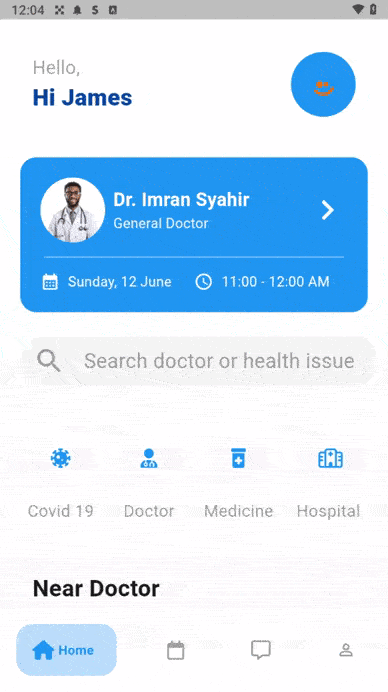 12:04
Hello,
Hi James
Dr. Imran Syahir
General Doctor
Sunday, 12 June
11:00 - 12:00 AM
Search doctor or health issue
Covid 19
Doctor
Medicine
Hospital
Near Doctor
Home